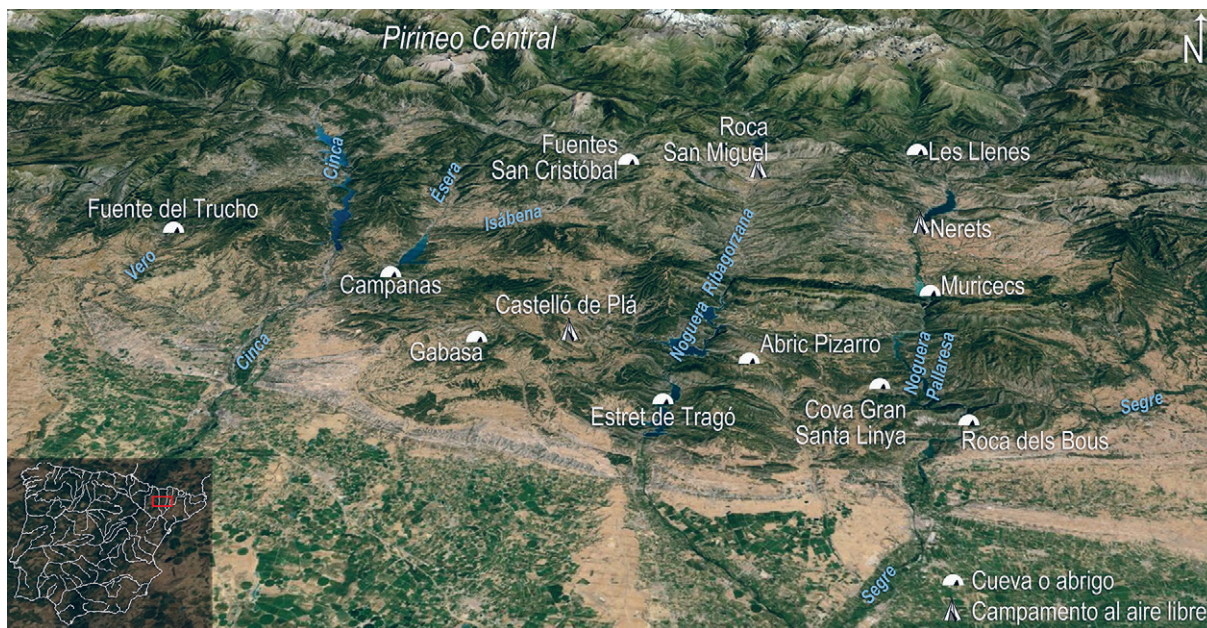 Pirineo Central
N
Cinca
Ésera
Fuentes
San Cristóbal
Roca
San Miguel
Les Llenes
Fuente del Trucho
Isábena
Nerets
Vero
Campanas
Noguera Ribagorzana
Muricecs
Castelló de Plá
Gabasa
Abric Pizarro
Noguera
Pallaresa
Cinca
Estret de Tragó
Cova Gran
Santa Linya
Segre
Roca dels Bous
Segre
Cueva o abrigo
Campamento al aire libre